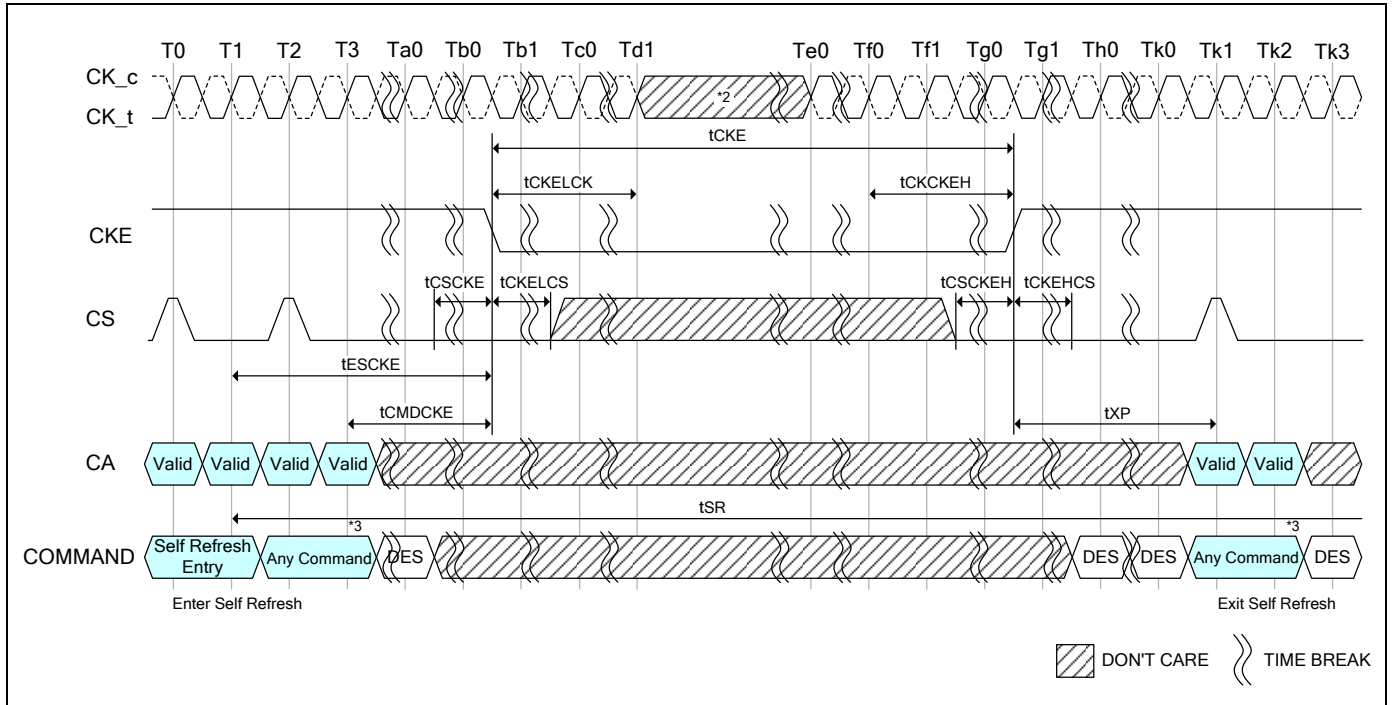 T0 T1 T2 T3 Ta0 Tb0 Tb1 Tc0 Td1 Te0 Tf0 Tf1 Tg0 Tg1 Th0 Tk0 Tk1 Tk2 Tk3
CK_c
*2
CK_t
tCKE
tCKELCK tCKCKEH
CKE
tCSCKE tCKELCS tCSCKEH tCKEHCS
CS
tESCKE
tCMDCKE tXP
CA Valid Valid Valid Valid Valid Valid
tSR
*3 *3
COMMAND Self Refresh Entry Any Command DES DES DES Any Command DES
Enter Self Refresh Exit Self Refresh
DON'T CARE TIME BREAK